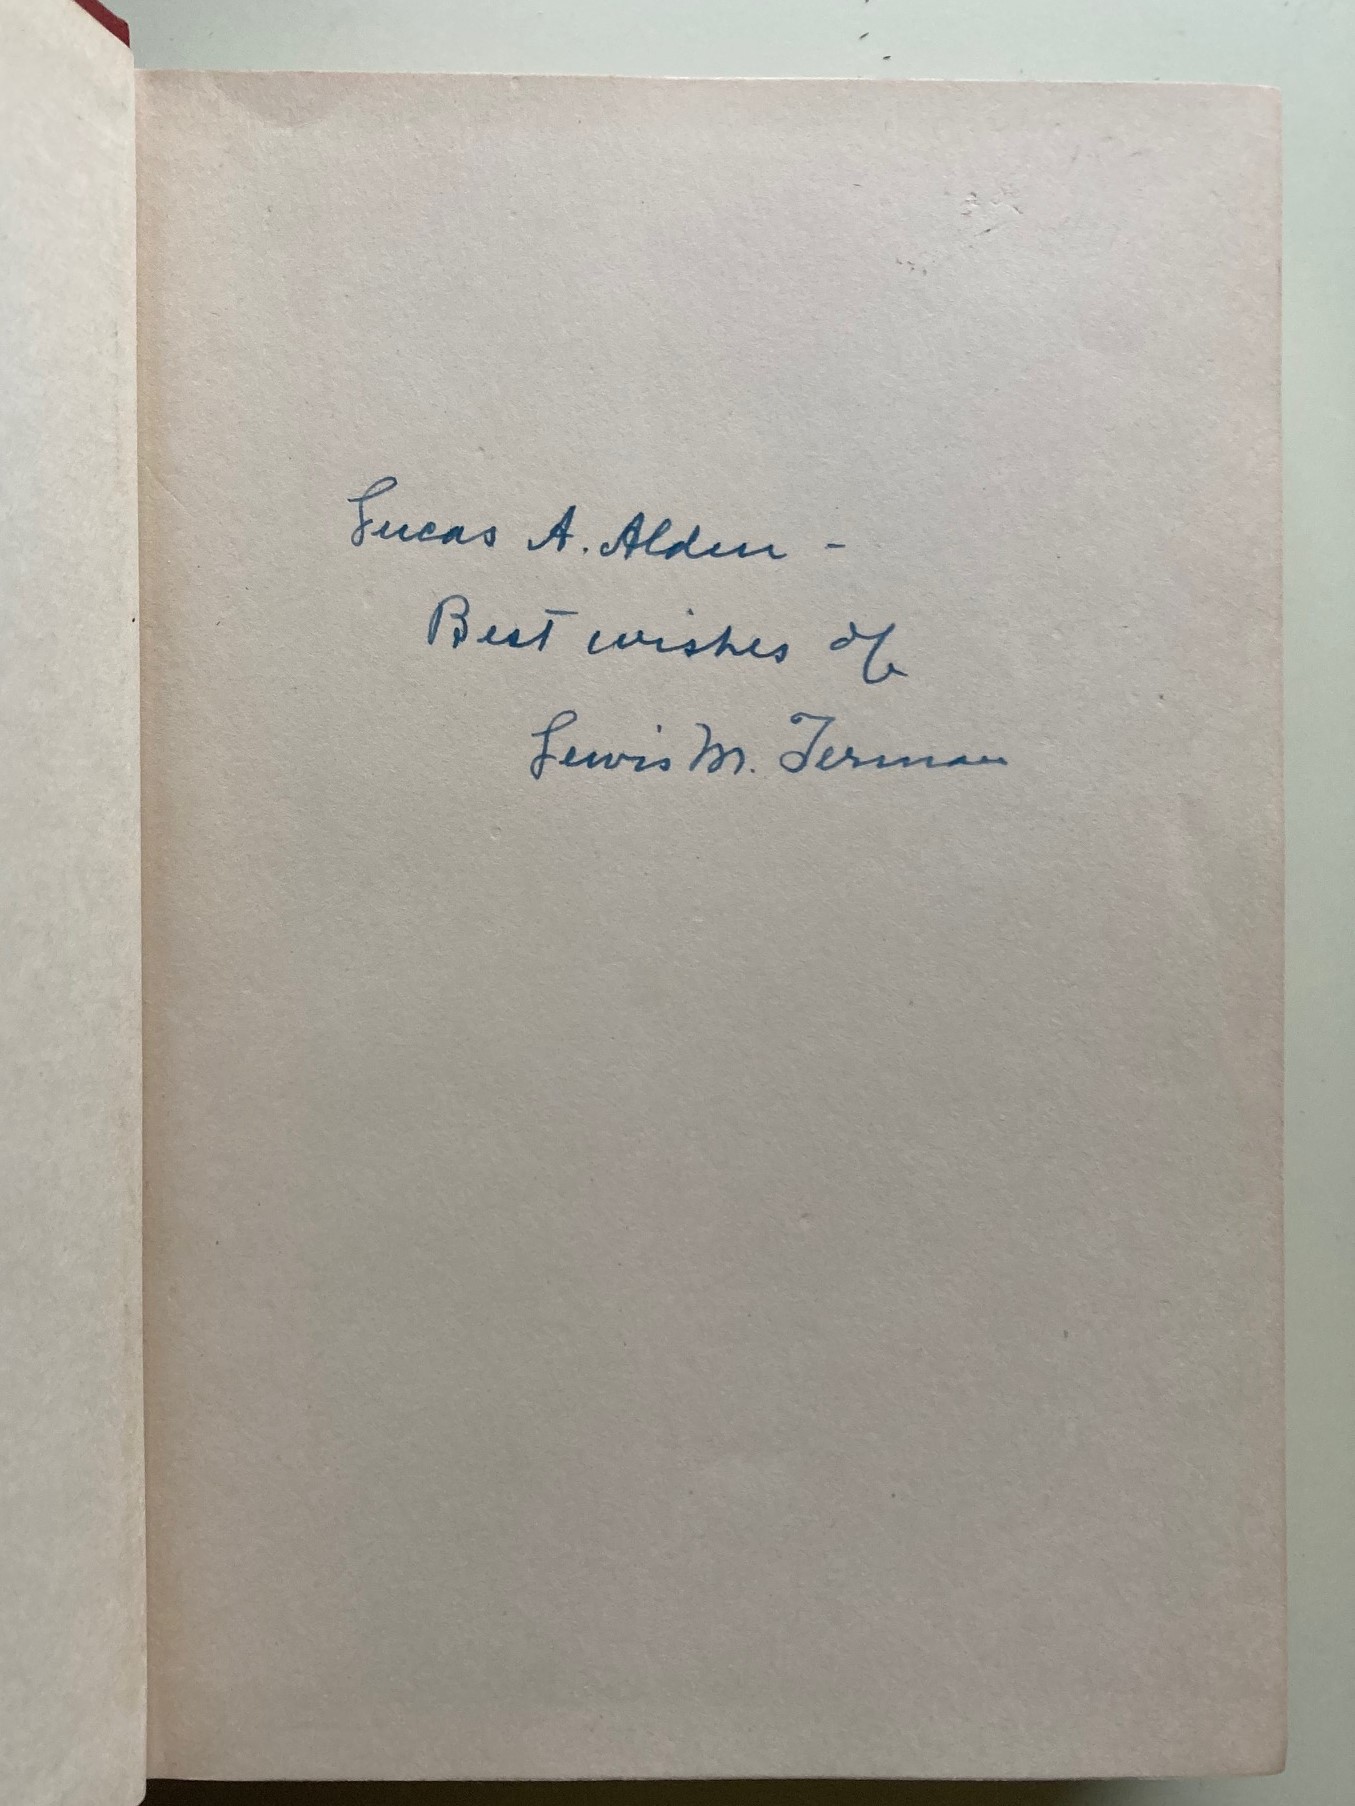 Lucas A. Alden -
Best wishes of
Lewis M. Terman